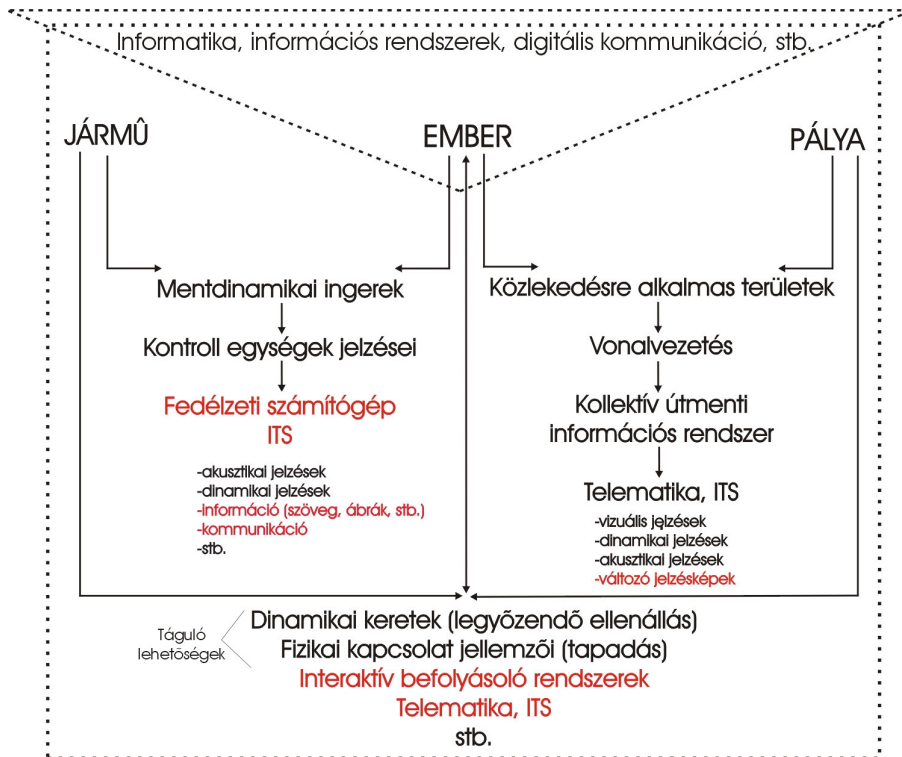 Informatika, információs rendszerek, digitális kommunikáció, stb.
JÁRMÛ
EMBER
PÁLYA
Mentdinamikai ingerek
Kontroll egységek jelzései
Fedélzeti számítógép
ITS
-akusztikai jelzések
-dinamikai jelzések
-információ (szöveg, ábrák, stb.)
-kommunikáció
-stb.
Közlekedésre alkalmas területek
Vonalvezetés
Kollektív útmenti
információs rendszer
Telematika, ITS
-vizuális jelzések
-dinamikai jelzések
-akusztikai jelzések
-változó jelzésképek
Táguló
lehetõségek
Dinamikai keretek (legyőzendő ellenállás)
Fizikai kapcsolat jellemzői (tapadás)
Interaktív befolyásoló rendszerek
Telematika, ITS
stb.